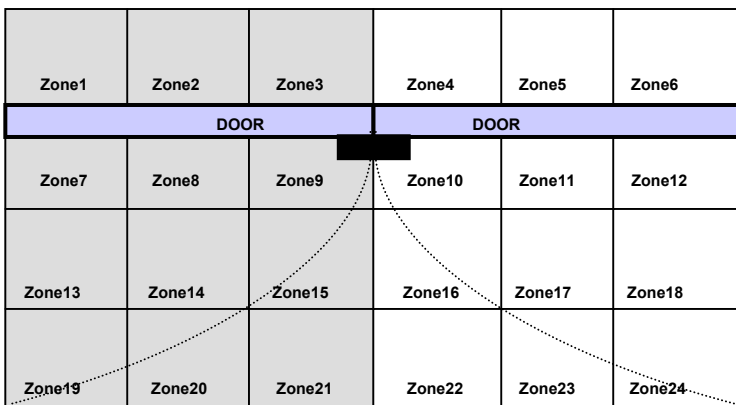 Zone1 Zone2 Zone3 Zone4 Zone5 Zone6
DOOR DOOR
Zone7 Zone8 Zone9 Zone10 Zone11 Zone12
Zone13 Zone14 Zone15 Zone16 Zone17 Zone18
Zone19 Zone20 Zone21 Zone22 Zone23 Zone24